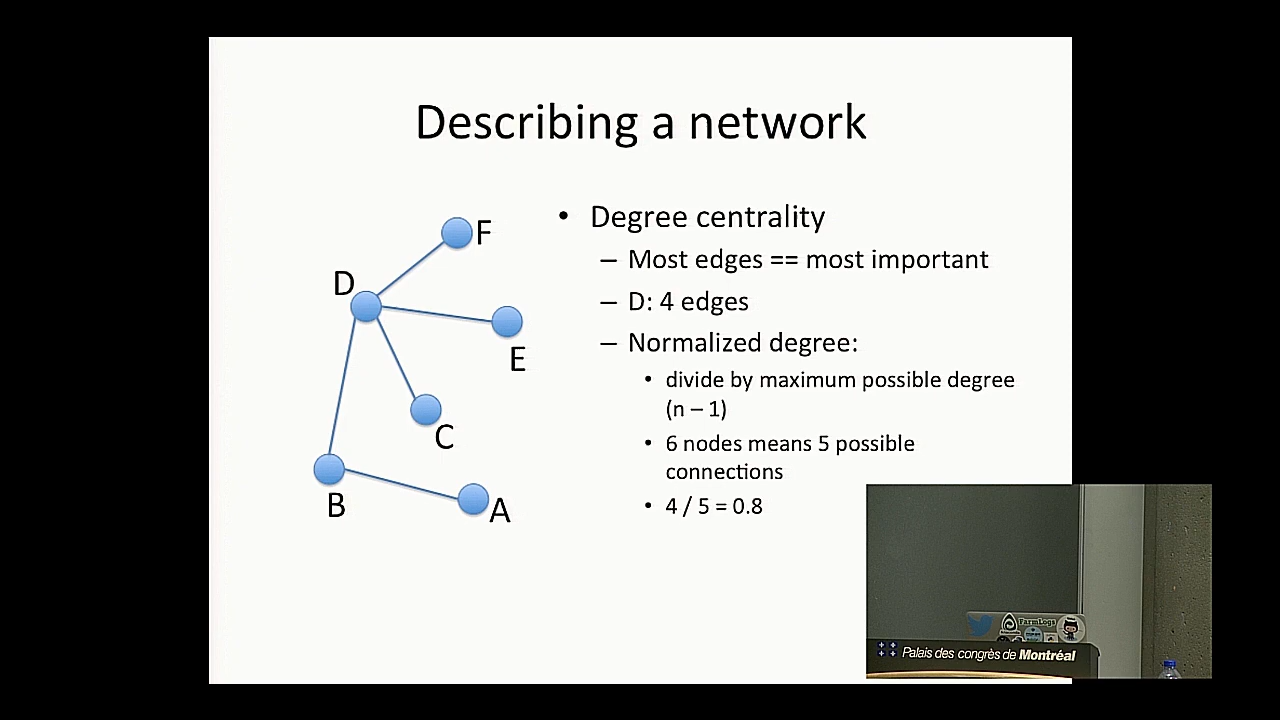 Describing a network
F
D
E
C
B
A
• Degree centrality
– Most edges == most important
– D: 4 edges
– Normalized degree:
• divide by maximum possible degree
(n – 1)
• 6 nodes means 5 possible
connections
• 4 / 5 = 0.8
FarmLogs
Palais des congrès de Montréal